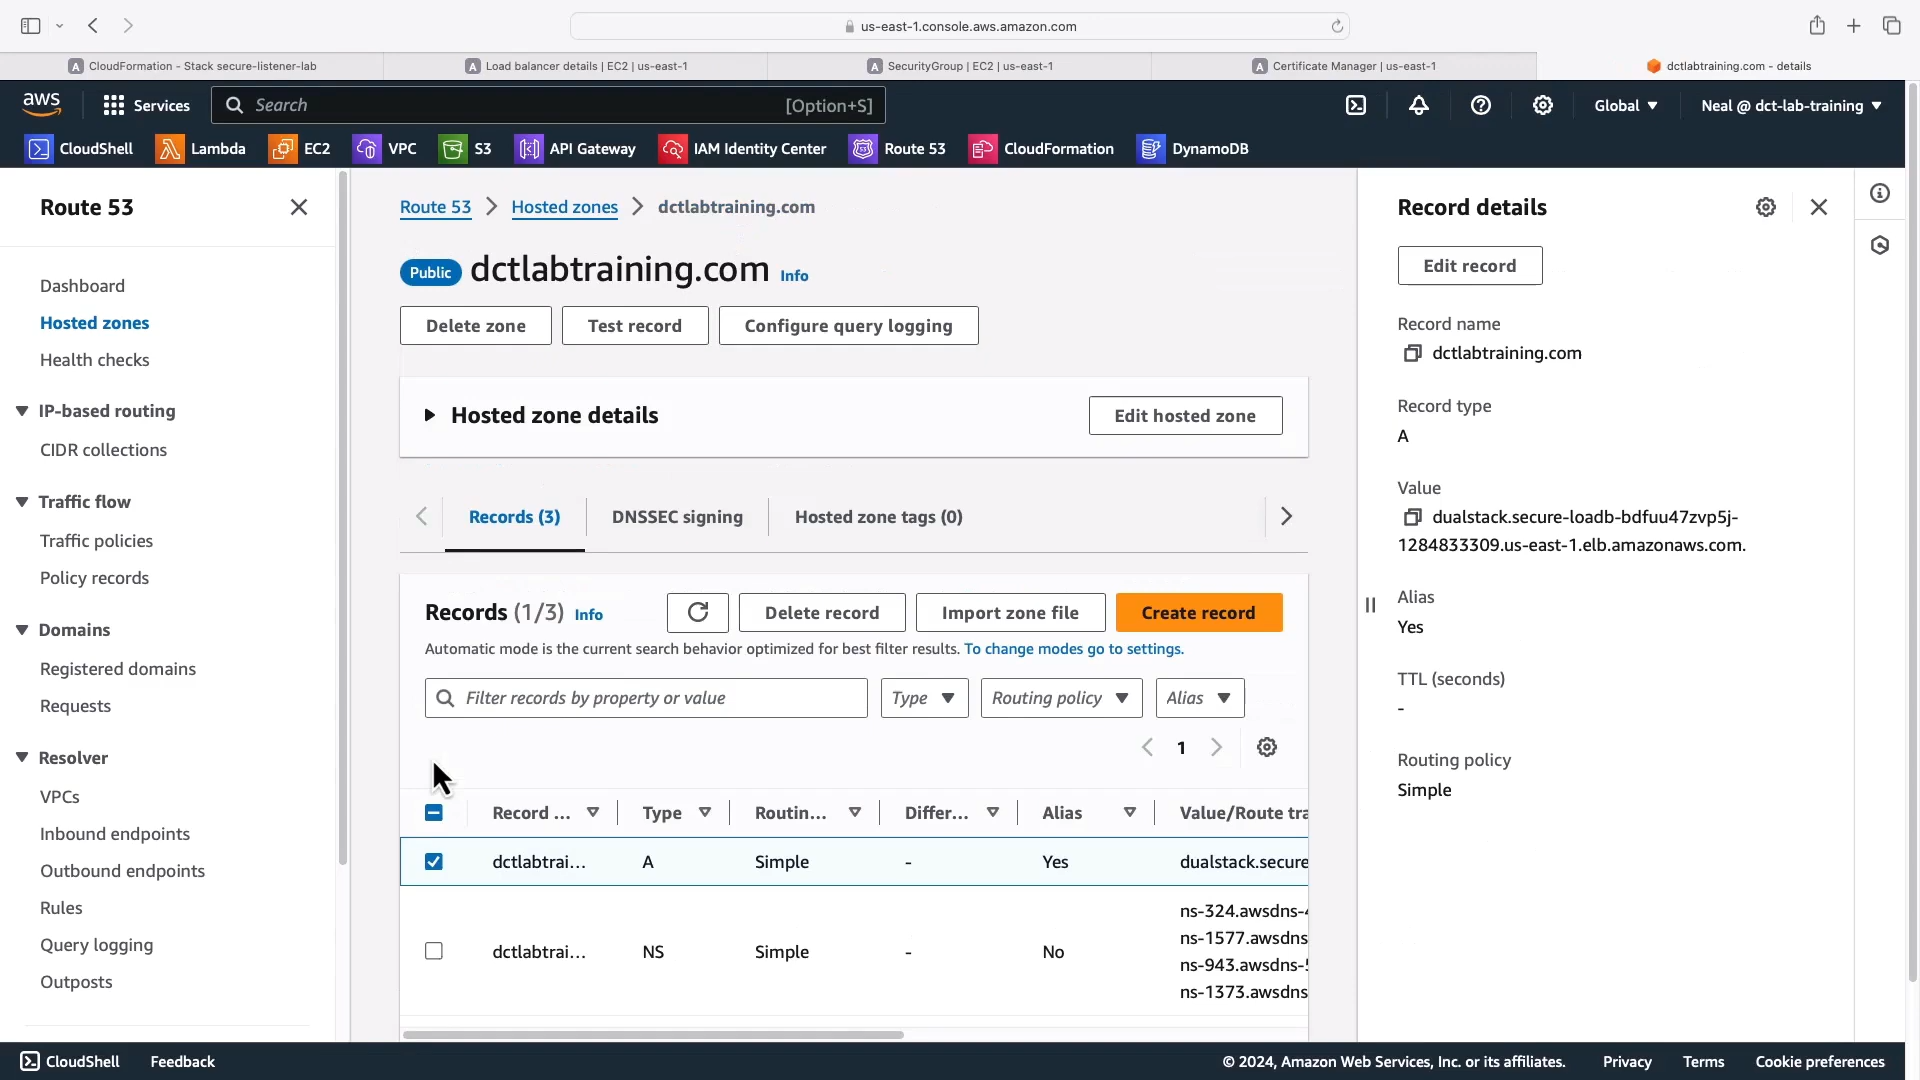 us-east-1.console.aws.amazon.com
CloudFormation - Stack secure-listener-lab
Load balancer details | EC2 | us-east-1
SecurityGroup | EC2 | us-east-1
Certificate Manager | us-east-1
dctlabtraining.com - details
aws
Services
Search
[Option+S]
Global
Neal @ dct-lab-training
CloudShell
Lambda
EC2
VPC
S3
API Gateway
IAM Identity Center
Route 53
CloudFormation
DynamoDB
Route 53
Dashboard
Hosted zones
Health checks
IP-based routing
CIDR collections
Traffic flow
Traffic policies
Policy records
Domains
Registered domains
Requests
Resolver
VPCs
Inbound endpoints
Outbound endpoints
Rules
Query logging
Outposts
Route 53 > Hosted zones > dctlabtraining.com
Public dctlabtraining.com Info
Delete zone
Test record
Configure query logging
Hosted zone details
Edit hosted zone
Records (3)
DNSSEC signing
Hosted zone tags (0)
Records (1/3) Info
Delete record
Import zone file
Create record
Automatic mode is the current search behavior optimized for best filter results. To change modes go to settings.
Filter records by property or value
Type
Routing policy
Alias
1
Record ... Type Routin... Differ... Alias Value/Route tra
dctlabtrai... A Simple - Yes dualstack.secure
dctlabtrai... NS Simple - No
ns-324.awsdns-4
ns-1577.awsdns
ns-943.awsdns-5
ns-1373.awsdns
Record details
Edit record
Record name
dctlabtraining.com
Record type
A
Value
dualstack.secure-loadb-bdfuu47zvp5j-
1284833309.us-east-1.elb.amazonaws.com.
Alias
Yes
TTL (seconds)
-
Routing policy
Simple
CloudShell
Feedback
© 2024, Amazon Web Services, Inc. or its affiliates.
Privacy
Terms
Cookie preferences